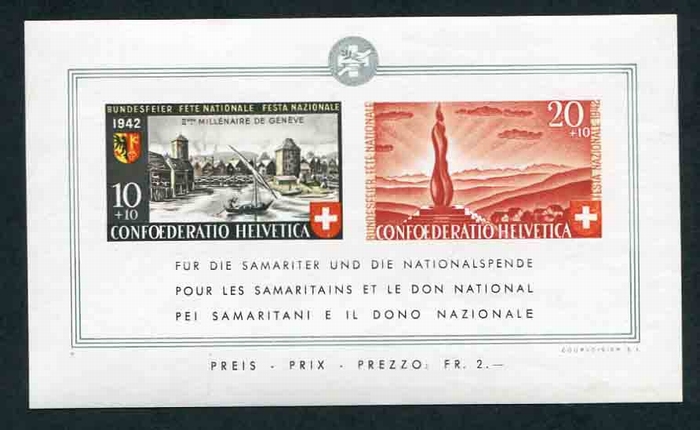 BUNDESFEIER FÊTE NATIONALE FESTA NAZIONALE
1942
IIème MILLÉNAIRE DE GENÈVE
10
+10
CONFOEDERATIO HELVETICA
BUNDESFEIER FÊTE NATIONALE
20
+10
FESTA NAZIONALE 1942
CONFOEDERATIO HELVETICA
FÜR DIE SAMARITER UND DIE NATIONALSPENDE
POUR LES SAMARITAINS ET LE DON NATIONAL
PEI SAMARITANI E IL DONO NAZIONALE
COURVOISIER S.A.
PREIS - PRIX - PREZZO: FR. 2.—